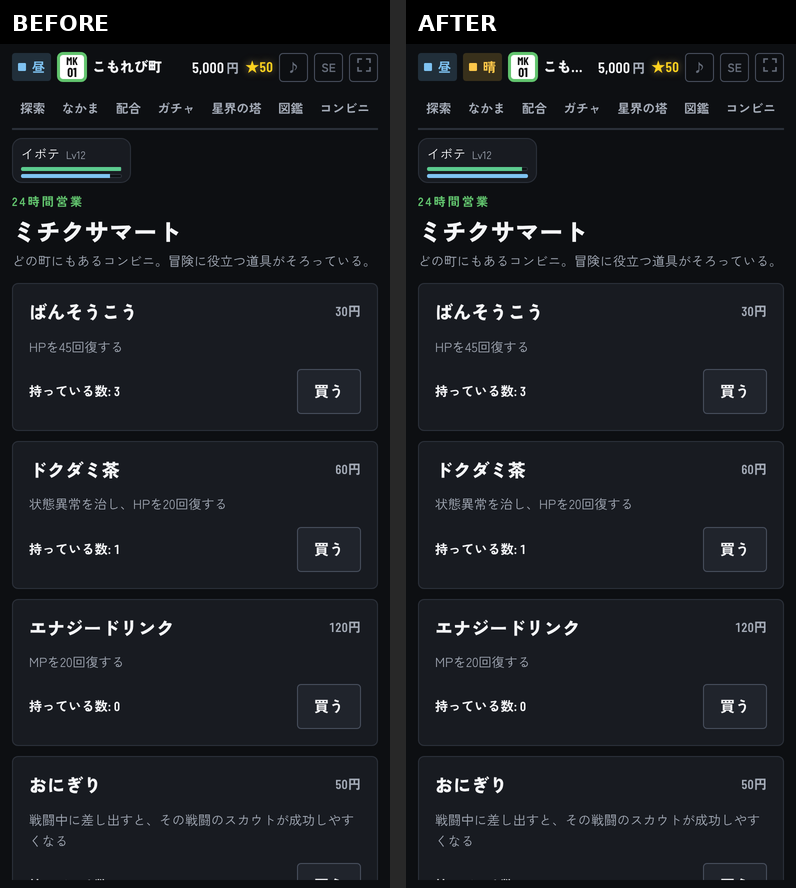 BEFORE
昼 MK 01 こもれび町 5,000円 ★50 ♪ SE
探索 なかま 配合 ガチャ 星界の塔 図鑑 コンビニ
イポテ Lv12
24時間営業
ミチクサマート
どの町にもあるコンビニ。冒険に役立つ道具がそろっている。
ばんそうこう 30円
HPを45回復する
持っている数: 3 買う
ドクダミ茶 60円
状態異常を治し、HPを20回復する
持っている数: 1 買う
エナジードリンク 120円
MPを20回復する
持っている数: 0 買う
おにぎり 50円
戦闘中に差し出すと、その戦闘のスカウトが成功しやす
くなる
AFTER
昼 晴 MK 01 こも... 5,000円 ★50 ♪ SE
探索 なかま 配合 ガチャ 星界の塔 図鑑 コンビニ
イポテ Lv12
24時間営業
ミチクサマート
どの町にもあるコンビニ。冒険に役立つ道具がそろっている。
ばんそうこう 30円
HPを45回復する
持っている数: 3 買う
ドクダミ茶 60円
状態異常を治し、HPを20回復する
持っている数: 1 買う
エナジードリンク 120円
MPを20回復する
持っている数: 0 買う
おにぎり 50円
戦闘中に差し出すと、その戦闘のスカウトが成功しやす
くなる